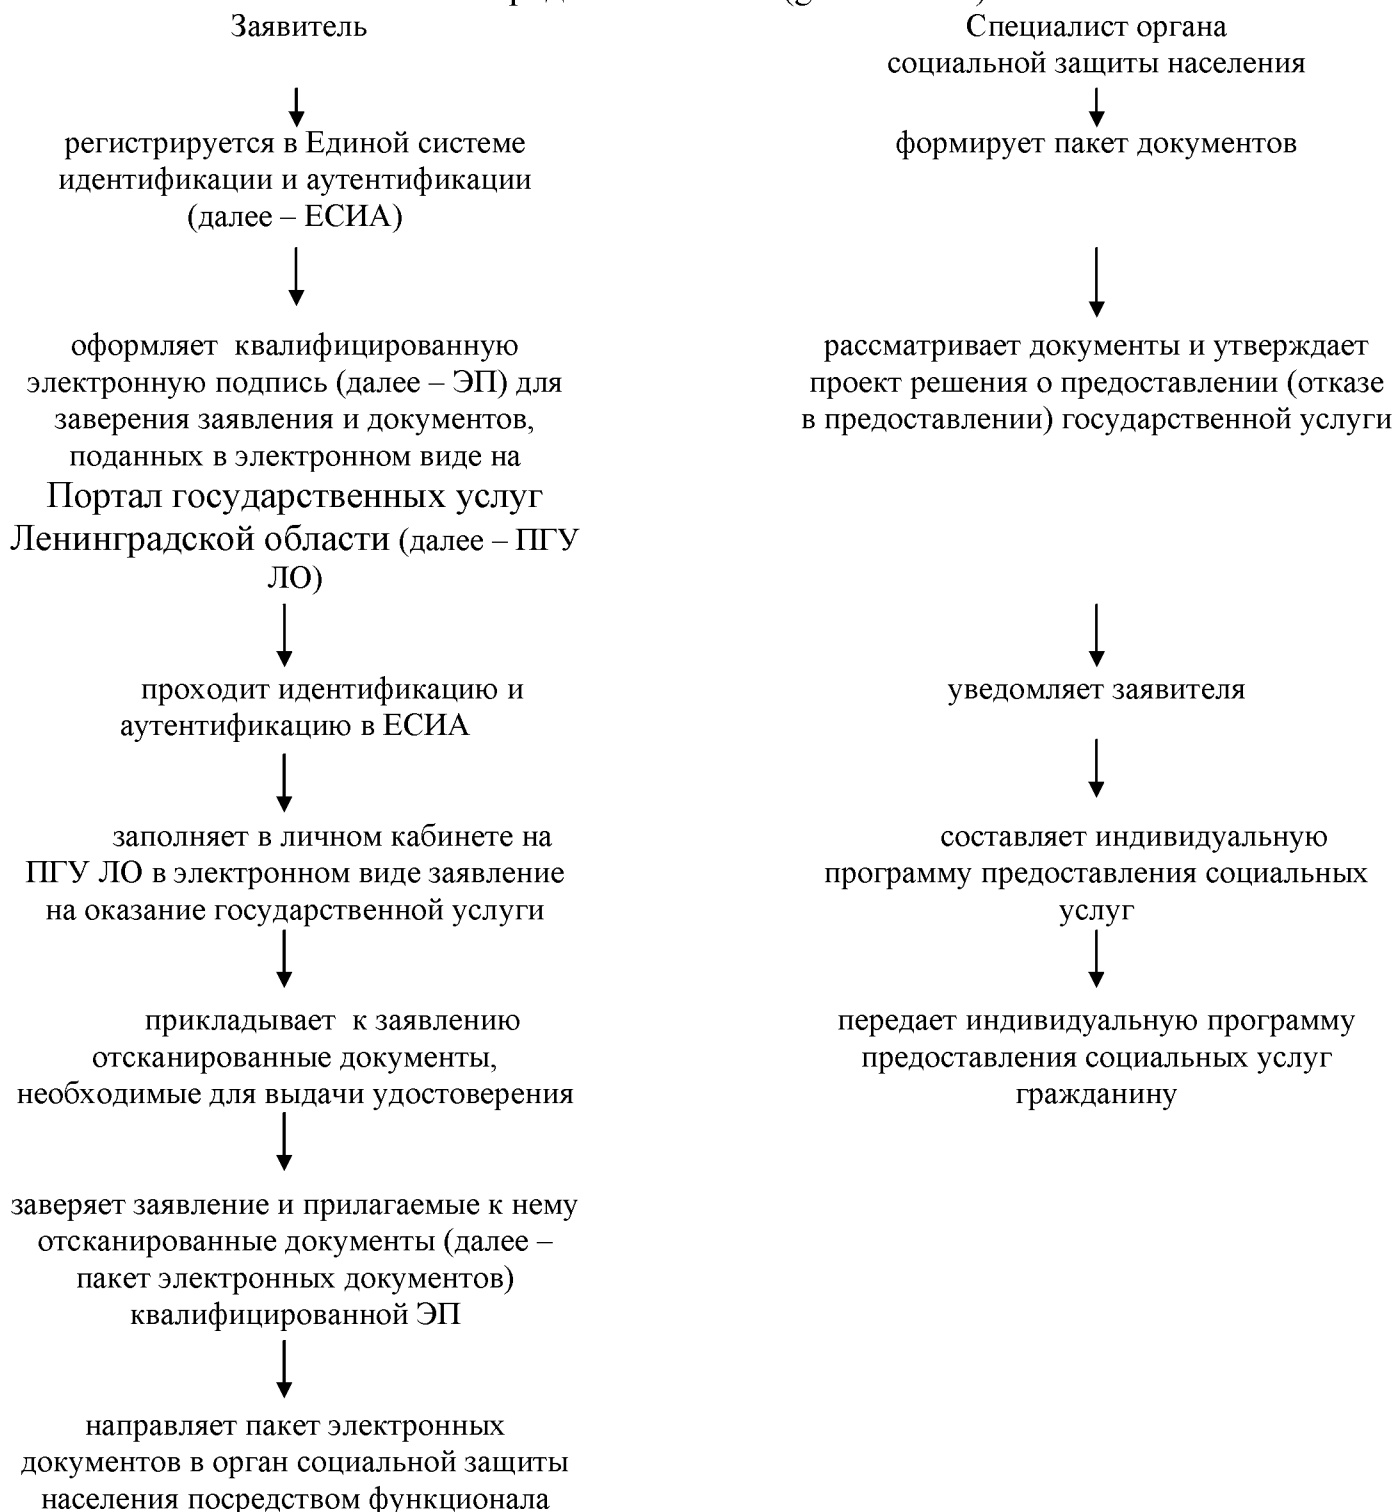 Заявитель
регистрируется в Единой системе
идентификации и аутентификации
(далее – ЕСИА)
оформляет квалифицированную
электронную подпись (далее – ЭП) для
заверения заявления и документов,
поданных в электронном виде на
Портал государственных услуг
Ленинградской области (далее – ПГУ
ЛО)
проходит идентификацию и
аутентификацию в ЕСИА
заполняет в личном кабинете на
ПГУ ЛО в электронном виде заявление
на оказание государственной услуги
прикладывает к заявлению
отсканированные документы,
необходимые для выдачи удостоверения
заверяет заявление и прилагаемые к нему
отсканированные документы (далее –
пакет электронных документов)
квалифицированной ЭП
направляет пакет электронных
документов в орган социальной защиты
населения посредством функционала
Специалист органа
социальной защиты населения
формирует пакет документов
рассматривает документы и утверждает
проект решения о предоставлении (отказе
в предоставлении) государственной услуги
уведомляет заявителя
составляет индивидуальную
программу предоставления социальных
услуг
передает индивидуальную программу
предоставления социальных услуг
гражданину